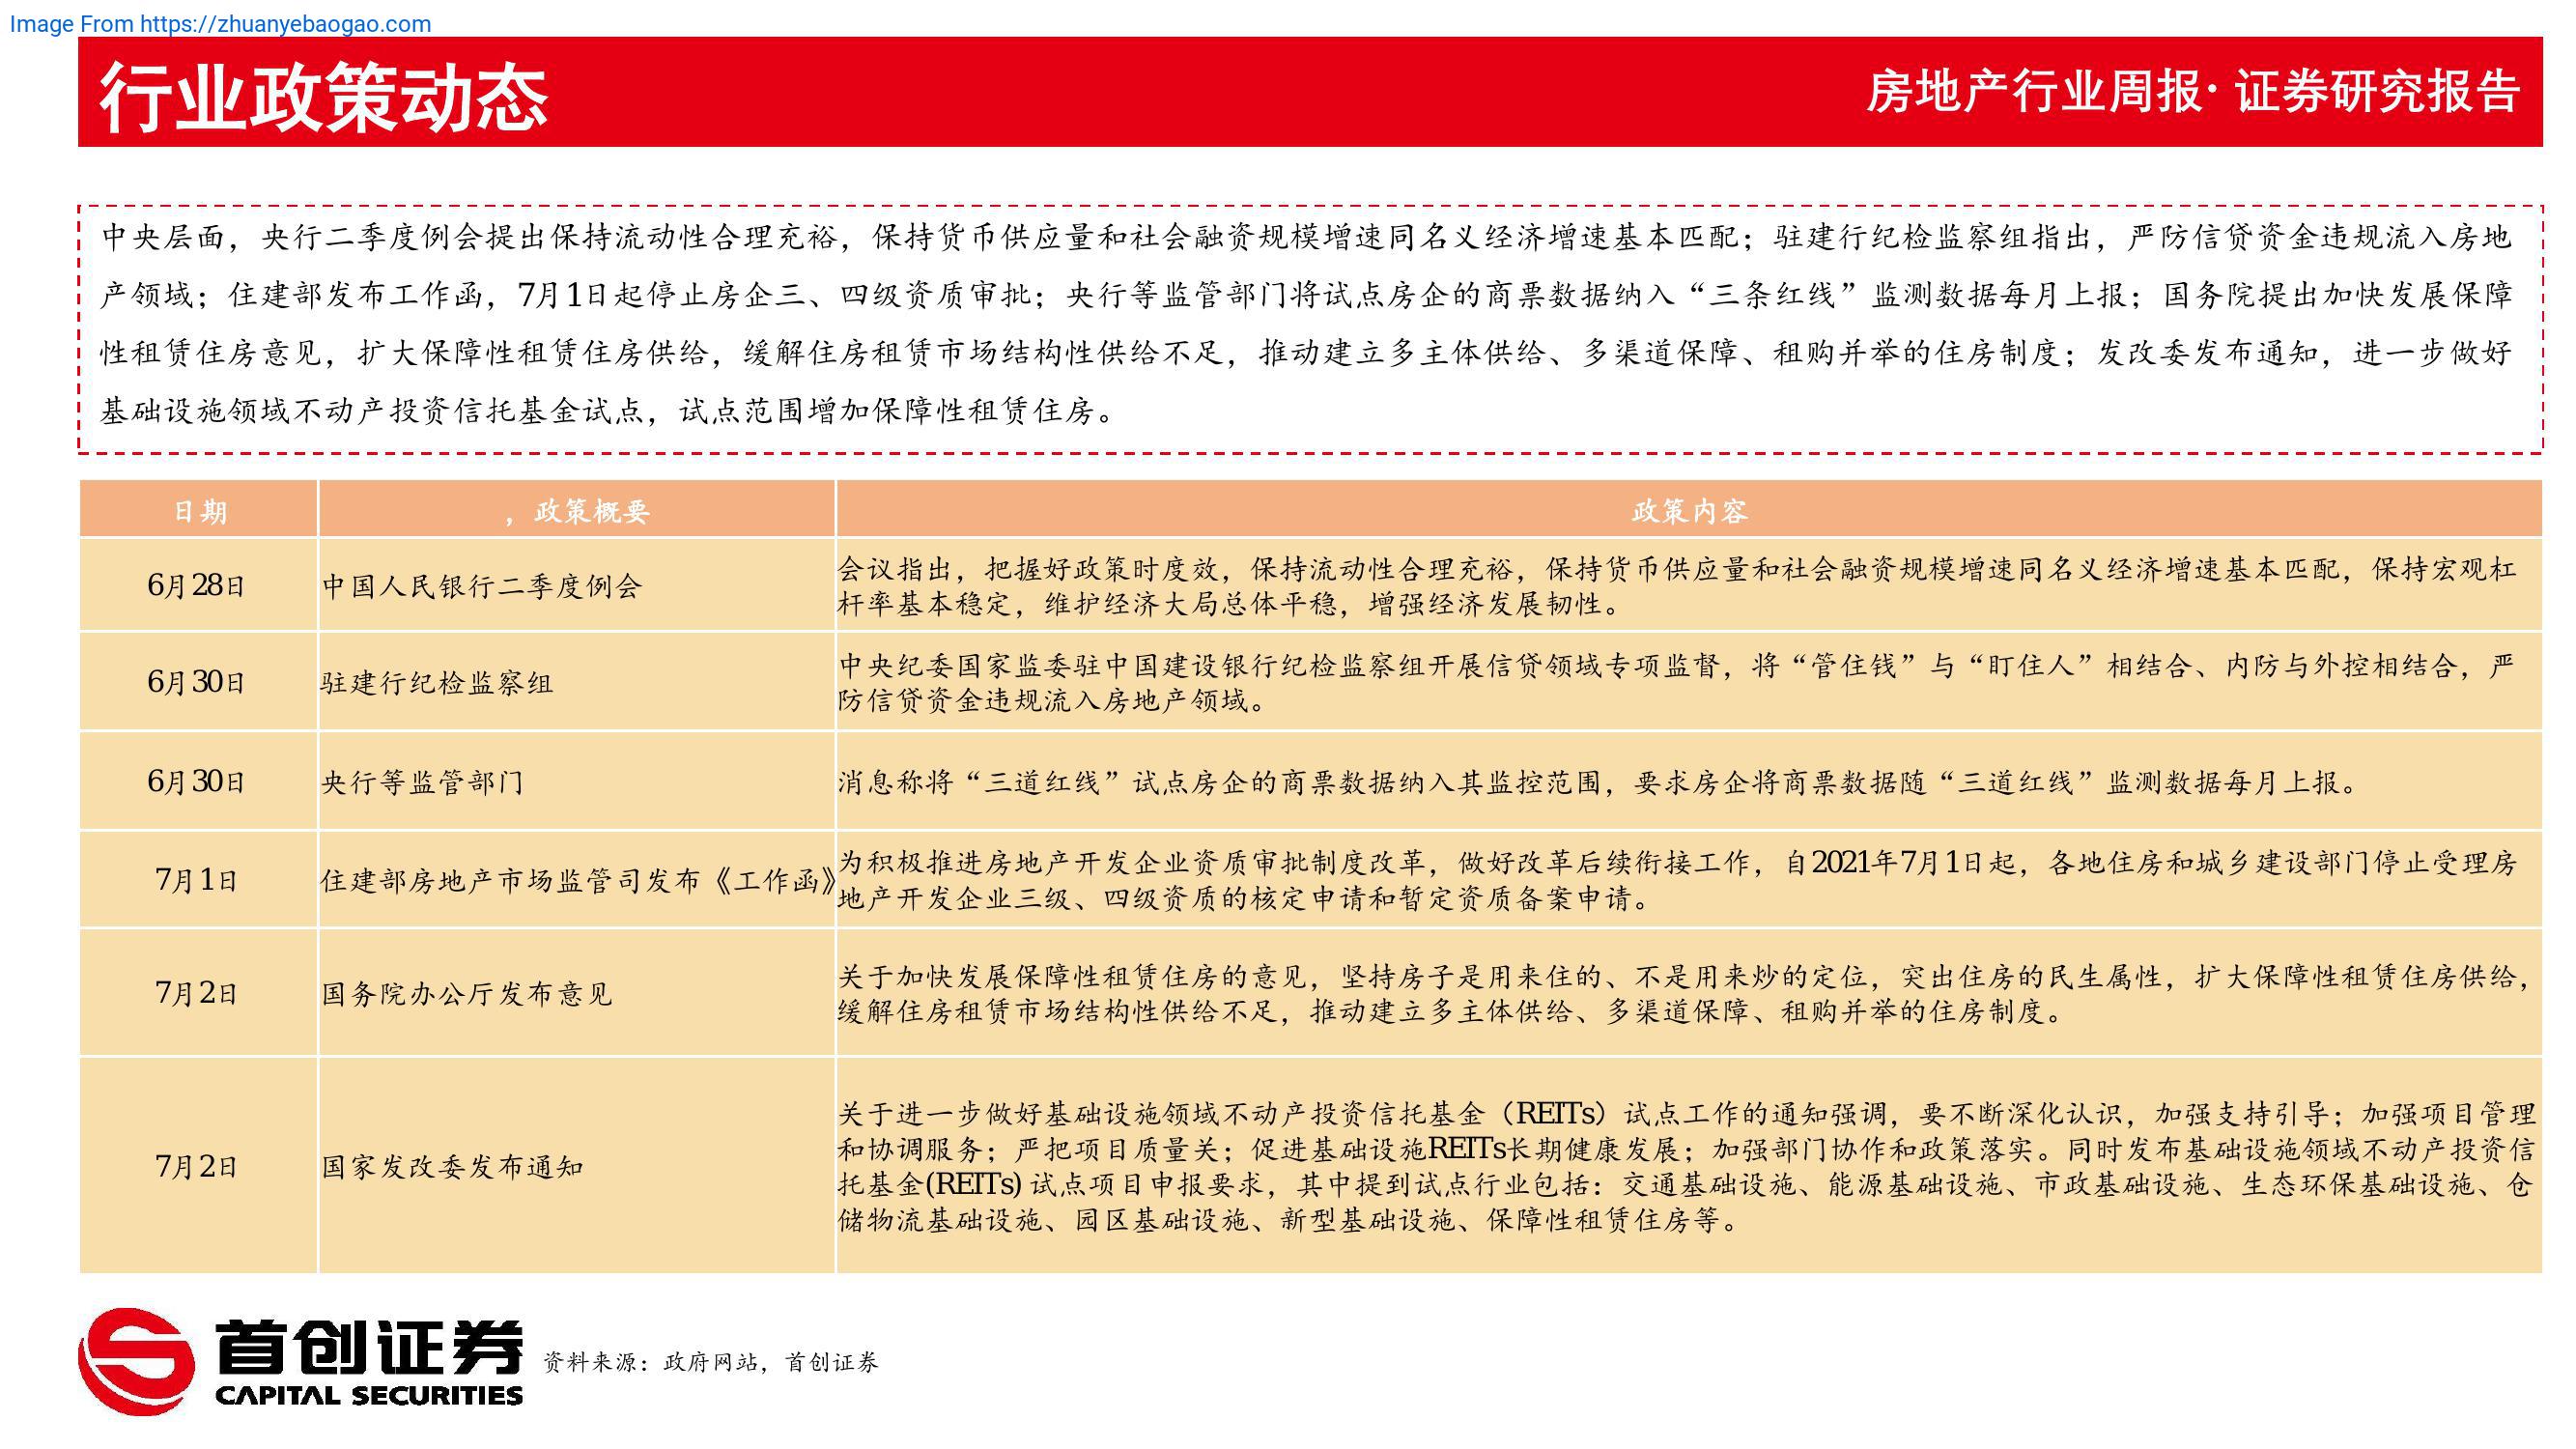 Image From https://zhuanyebaogao.com
行业政策动态
房地产行业周报· 证券研究报告
中央层面，央行二季度例会提出保持流动性合理充裕，保持货币供应量和社会融资规模增速同名义经济增速基本匹配；驻建行纪检监察组指出，严防信贷资金违规流入房地
产领域；住建部发布工作函，7月1日起停止房企三、四级资质审批；央行等监管部门将试点房企的商票数据纳入“三条红线”监测数据每月上报；国务院提出加快发展保障
性租赁住房意见，扩大保障性租赁住房供给，缓解住房租赁市场结构性供给不足，推动建立多主体供给、多渠道保障、租购并举的住房制度；发改委发布通知，进一步做好
基础设施领域不动产投资信托基金试点，试点范围增加保障性租赁住房。
日期
，政策概要
政策内容
6月28日
中国人民银行二季度例会
会议指出，把握好政策时度效，保持流动性合理充裕，保持货币供应量和社会融资规模增速同名义经济增速基本匹配，保持宏观杠
杆率基本稳定，维护经济大局总体平稳，增强经济发展韧性。
6月30日
驻建行纪检监察组
中央纪委国家监委驻中国建设银行纪检监察组开展信贷领域专项监督，将“管住钱”与“盯住人”相结合、内防与外控相结合，严
防信贷资金违规流入房地产领域。
6月30日
央行等监管部门
消息称将“三道红线”试点房企的商票数据纳入其监控范围，要求房企将商票数据随“三道红线”监测数据每月上报。
7月1日
住建部房地产市场监管司发布《工作函》
为积极推进房地产开发企业资质审批制度改革，做好改革后续衔接工作，自2021年7月1日起，各地住房和城乡建设部门停止受理房
地产开发企业三级、四级资质的核定申请和暂定资质备案申请。
7月2日
国务院办公厅发布意见
关于加快发展保障性租赁住房的意见，坚持房子是用来住的、不是用来炒的定位，突出住房的民生属性，扩大保障性租赁住房供给，
缓解住房租赁市场结构性供给不足，推动建立多主体供给、多渠道保障、租购并举的住房制度。
7月2日
国家发改委发布通知
关于进一步做好基础设施领域不动产投资信托基金（REITs）试点工作的通知强调，要不断深化认识，加强支持引导；加强项目管理
和协调服务；严把项目质量关；促进基础设施REITs长期健康发展；加强部门协作和政策落实。同时发布基础设施领域不动产投资信
托基金(REITs) 试点项目申报要求，其中提到试点行业包括：交通基础设施、能源基础设施、市政基础设施、生态环保基础设施、仓
储物流基础设施、园区基础设施、新型基础设施、保障性租赁住房等。
首创证券
CAPITAL SECURITIES
资料来源：政府网站，首创证券